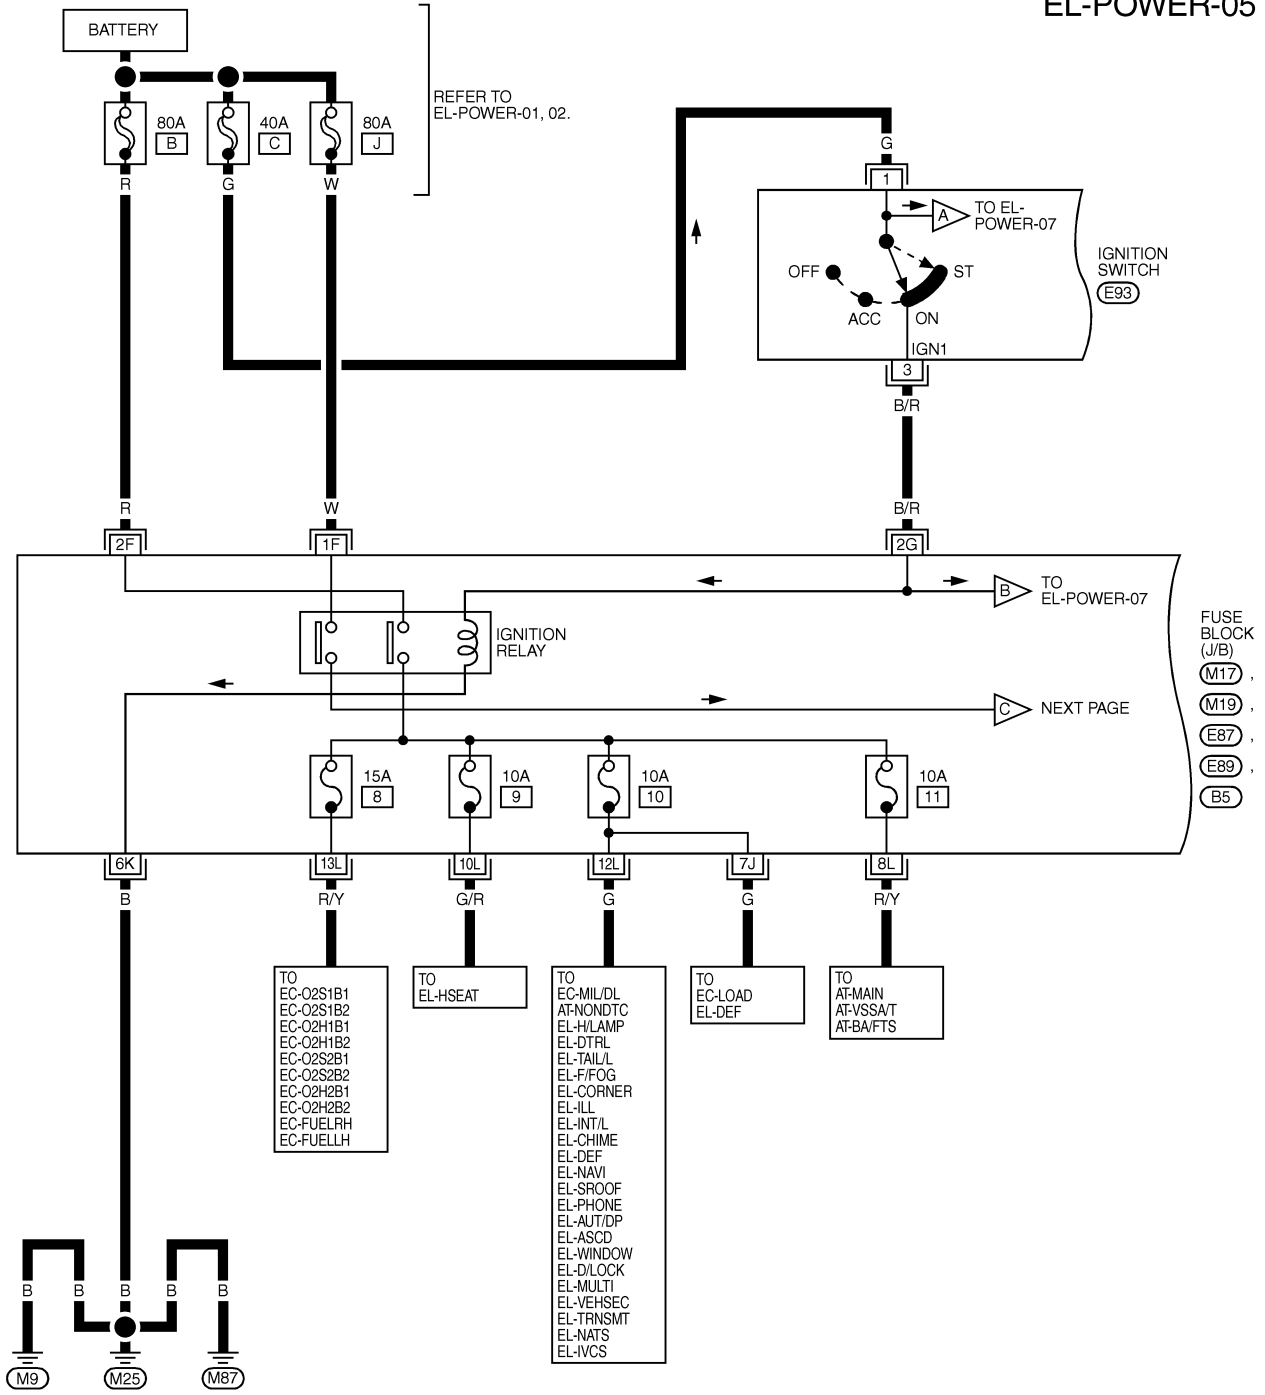 EL-POWER-05
BATTERY
REFER TO
EL-POWER-01, 02.
80A
B
40A
C
80A
J
R
G
W
G
1
A
TO EL-
POWER-07
IGNITION
SWITCH
E93
OFF
ST
ACC
ON
IGN1
3
B/R
R
W
B/R
2F
1F
2G
B
TO
EL-POWER-07
IGNITION
RELAY
FUSE
BLOCK
(J/B)
M17 ,
M19 ,
E87 ,
E89 ,
B5
C
NEXT PAGE
15A
8
10A
9
10A
10
10A
11
6K
13L
10L
12L
7J
8L
B
R/Y
G/R
G
G
R/Y
TO
EC-O2S1B1
EC-O2S1B2
EC-O2H1B1
EC-O2H1B2
EC-O2S2B1
EC-O2S2B2
EC-O2H2B1
EC-O2H2B2
EC-FUELRH
EC-FUELLH
TO
EL-HSEAT
TO
EC-MIL/DL
AT-NONDTC
EL-H/LAMP
EL-DTRL
EL-TAIL/L
EL-F/FOG
EL-CORNER
EL-ILL
EL-INT/L
EL-CHIME
EL-DEF
EL-NAVI
EL-SROOF
EL-PHONE
EL-AUT/DP
EL-ASCD
EL-WINDOW
EL-D/LOCK
EL-MULTI
EL-VEHSEC
EL-TRNSMT
EL-NATS
EL-IVCS
TO
EC-LOAD
EL-DEF
TO
AT-MAIN
AT-VSSA/T
AT-BA/FTS
B
B
B
B
B
M9
M25
M87